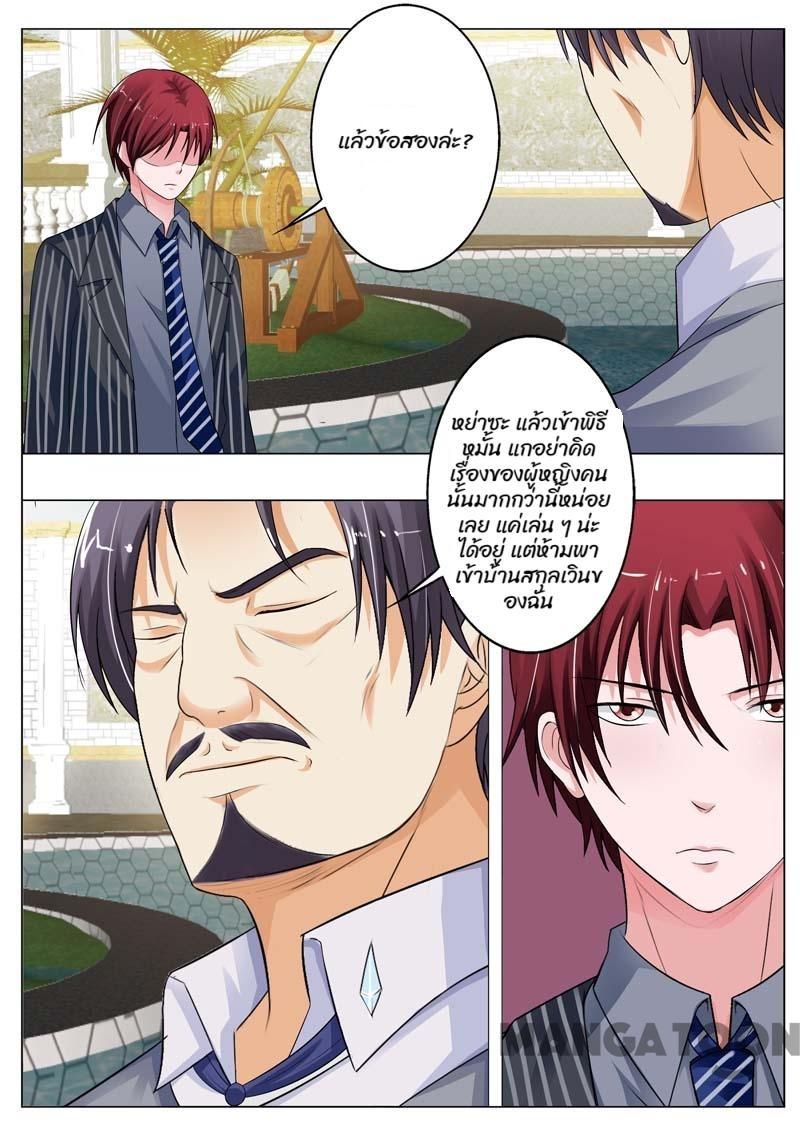 แล้วข้อสองล่ะ?
หย่าซะ แล้วเข้าพิธี
หมั้น แกอย่าคิด
เรื่องของผู้หญิงคน
นั้นมากกว่านี้หน่อย
เลย แค่เล่น ๆ น่ะ
ได้อยู่ แต่ห้ามพา
เข้าบ้านสกุลเวินข
องฉัน
MANGA TOON